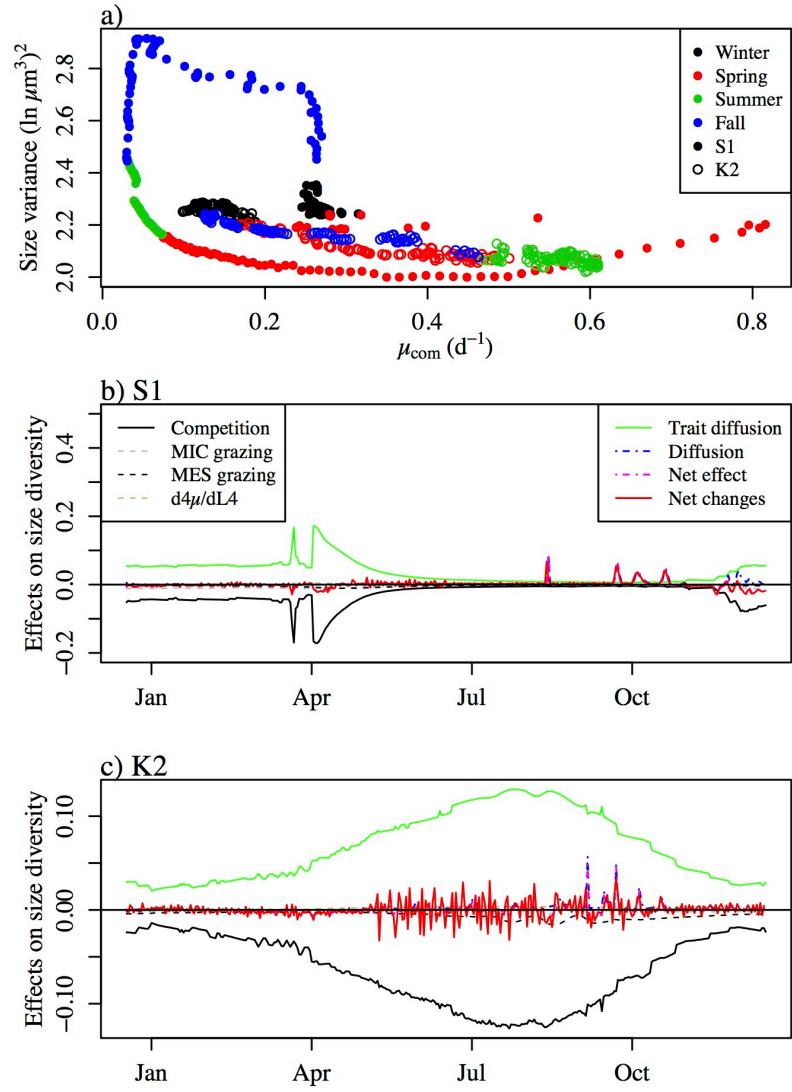 a)
Size variance (ln μm³)²
2.0
2.2
2.4
2.6
2.8
Winter
Spring
Summer
Fall
S1
K2
0.0 0.2 0.4 0.6 0.8
μcom (d⁻¹)
b) S1
Effects on size diversity
−0.2
0.0
0.2
0.4
Competition
MIC grazing
MES grazing
d4μ/dL4
Trait diffusion
Diffusion
Net effect
Net changes
Jan Apr Jul Oct
c) K2
Effects on size diversity
−0.10
0.00
0.10
Jan Apr Jul Oct